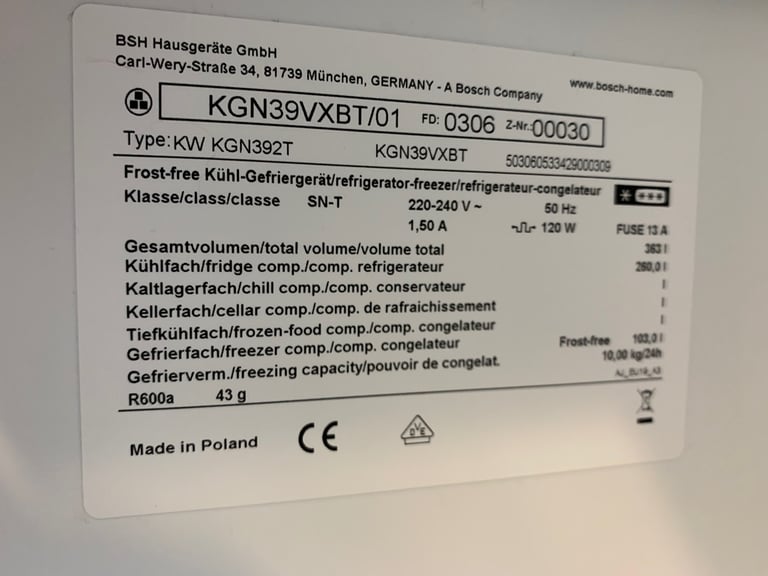 BSH Hausgeräte GmbH
Carl-Wery-Straße 34, 81739 München, GERMANY - A Bosch Company www.bosch-home.com
KGN39VXBT/01 FD: 0306 Z-Nr.:00030
Type: KW KGN392T KGN39VXBT 503060533429000309
Frost-free Kühl-Gefriergerät/refrigerator-freezer/refrigerateur-congelateur
Klasse/class/classe SN-T 220-240 V ~ 50 Hz
1,50 A 120 W FUSE 13 A
Gesamtvolumen/total volume/volume total 363 l
Kühlfach/fridge comp./comp. refrigerateur 260,0 l
Kaltlagerfach/chill comp./comp. conservateur l
Kellerfach/cellar comp./comp. de rafraichissement l
Tiefkühlfach/frozen-food comp./comp. congelateur l
Gefrierfach/freezer comp./comp. congelateur Frost-free 103,0 l
Gefrierverm./freezing capacity/pouvoir de congelat. 10,00 kg/24h
R600a 43 g
Made in Poland CE DVE